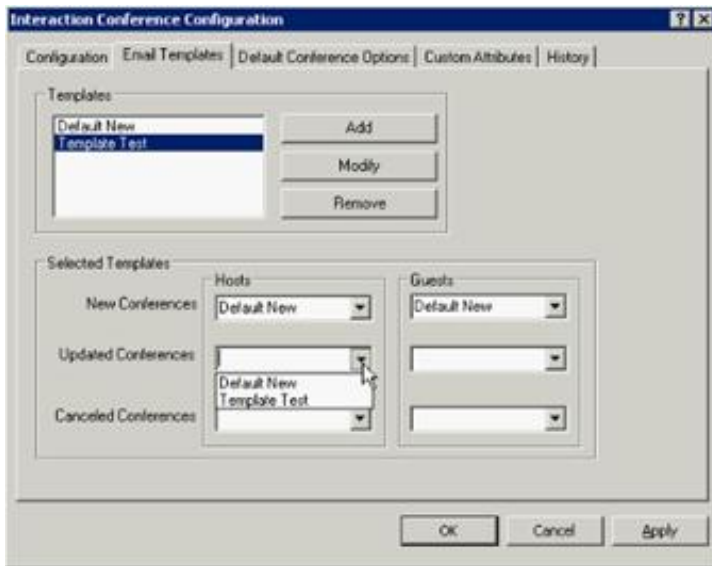 Interaction Conference Configuration
Configuration Email Templates Default Conference Options Custom Attributes History
Templates
Default New
Template Test
Add
Modify
Remove
Selected Templates
Hosts Guests
New Conferences Default New Default New
Updated Conferences
Default New
Template Test
Canceled Conferences
OK Cancel Apply